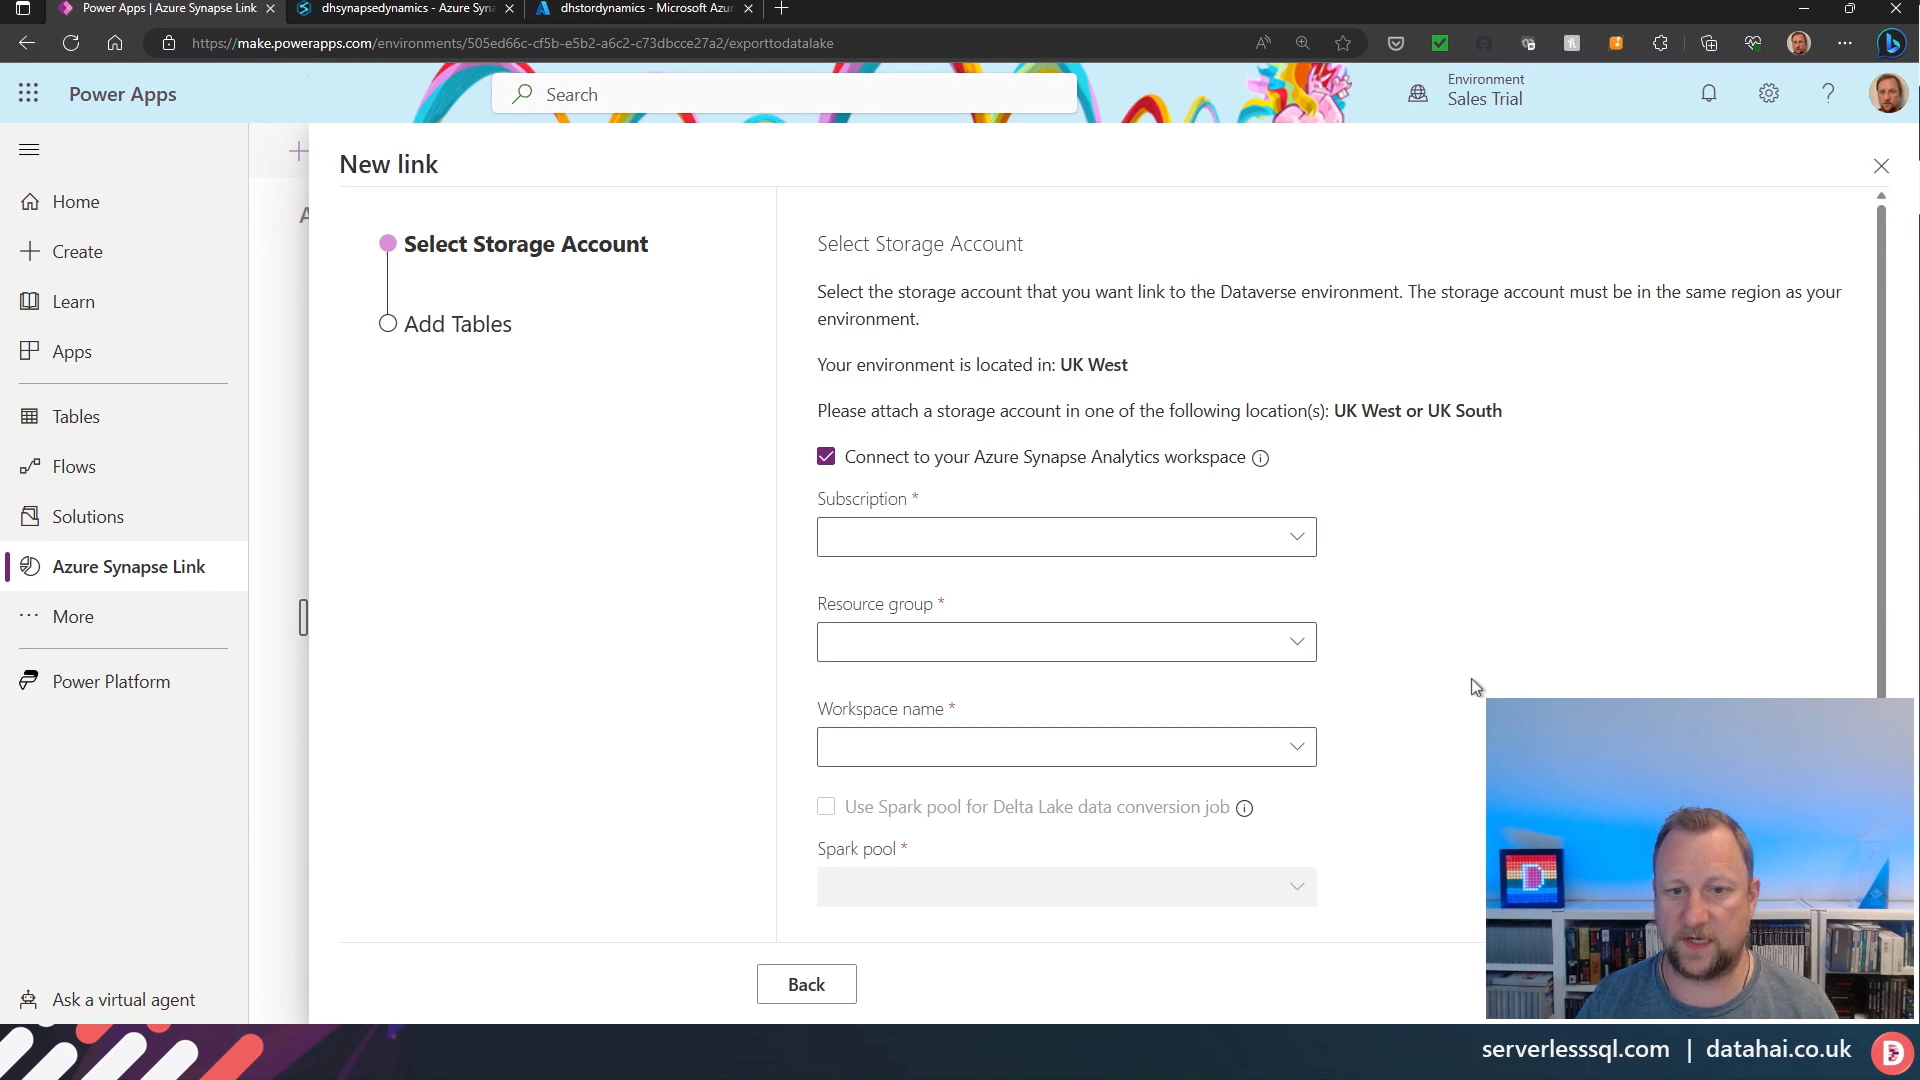 Power Apps | Azure Synapse Link
dhsynapsedynamics - Azure Syna
dhstordynamics - Microsoft Azur
https://make.powerapps.com/environments/505ed66c-cf5b-e5b2-a6c2-c73dbcce27a2/exporttodatalake
Power Apps
Search
Environment
Sales Trial
Home
Create
Learn
Apps
Tables
Flows
Solutions
Azure Synapse Link
More
Power Platform
Ask a virtual agent
New link
Select Storage Account
Add Tables
Select Storage Account
Select the storage account that you want link to the Dataverse environment. The storage account must be in the same region as your
environment.
Your environment is located in: UK West
Please attach a storage account in one of the following location(s): UK West or UK South
Connect to your Azure Synapse Analytics workspace
Subscription *
Resource group *
Workspace name *
Use Spark pool for Delta Lake data conversion job
Spark pool *
Back
serverlesssql.com | datahai.co.uk
D